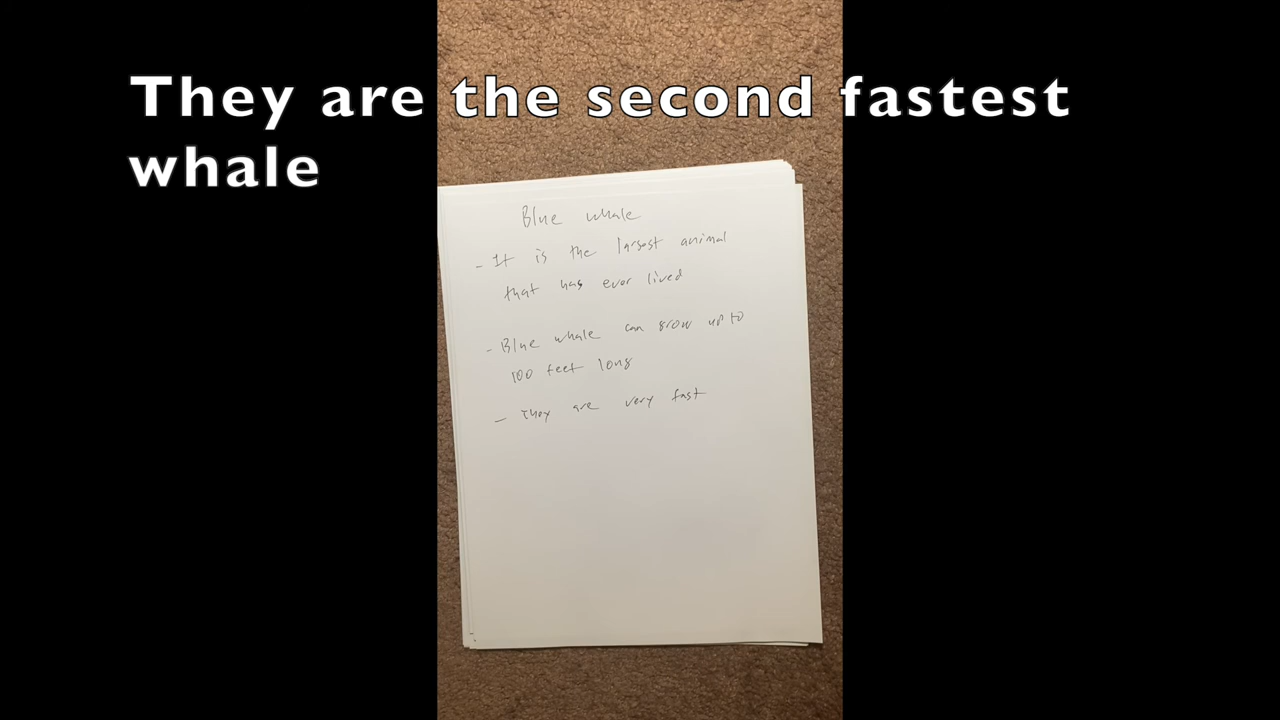 They are the second fastest
whale
Blue whale
- It is the largest animal
that has ever lived
- Blue whale can grow up to
100 feet long
- They are very fast